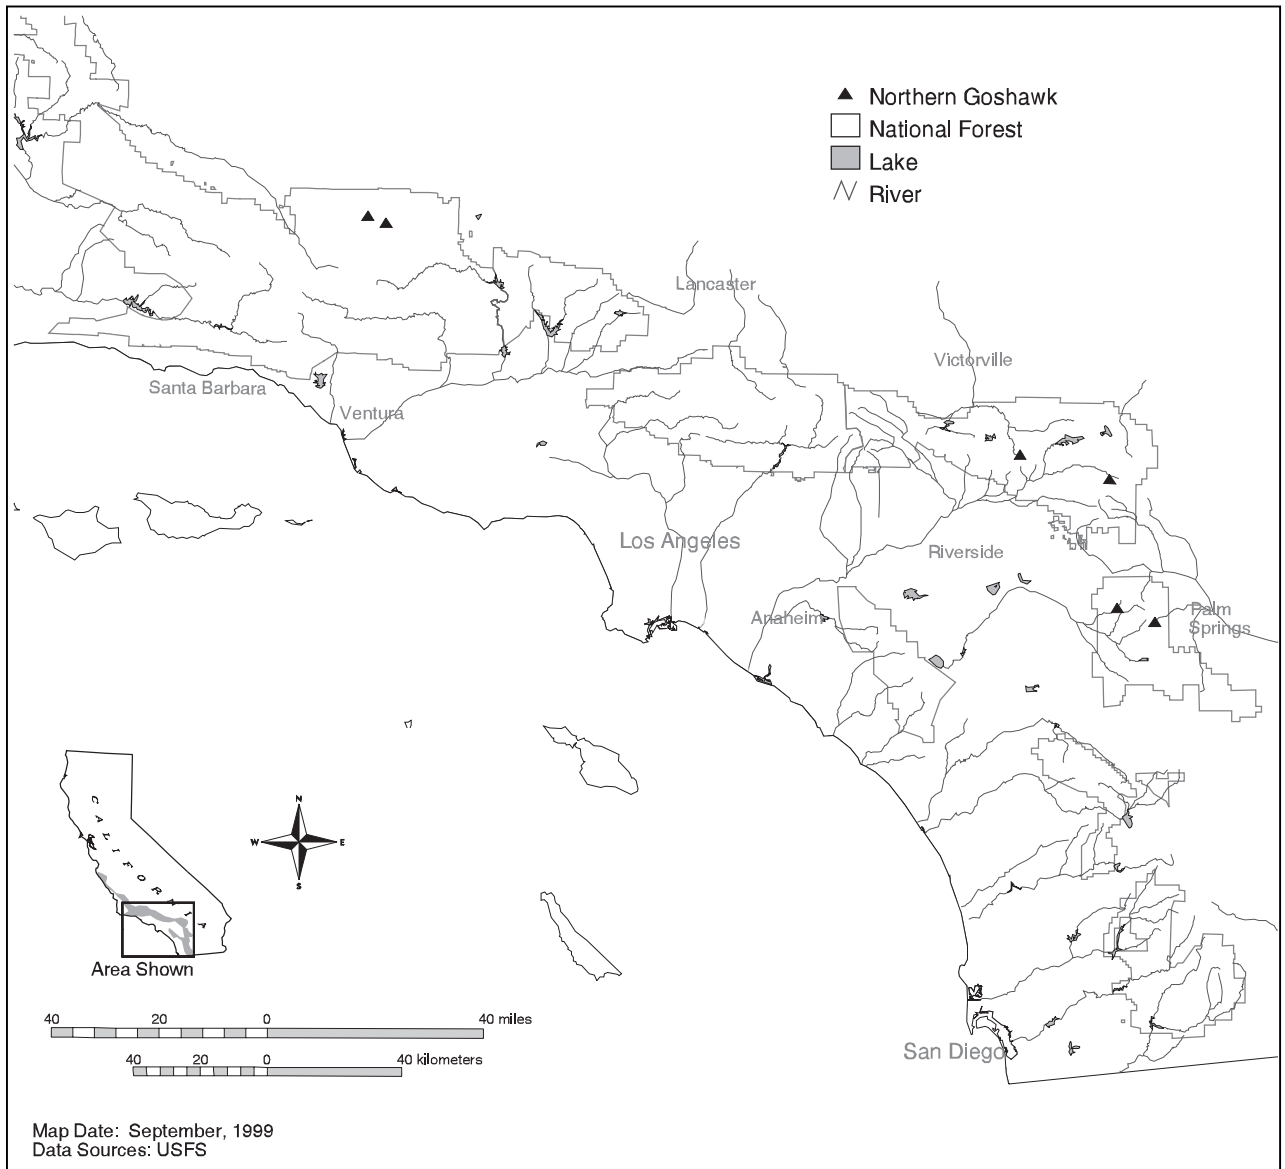 Northern Goshawk
National Forest
Lake
River
Lancaster
Victorville
Santa Barbara
Ventura
Los Angeles
Riverside
Anaheim
Palm
Springs
CALIFORNIA
N
W E
S
Area Shown
40 20 0 40 miles
40 20 0 40 kilometers
San Diego
Map Date: September, 1999
Data Sources: USFS